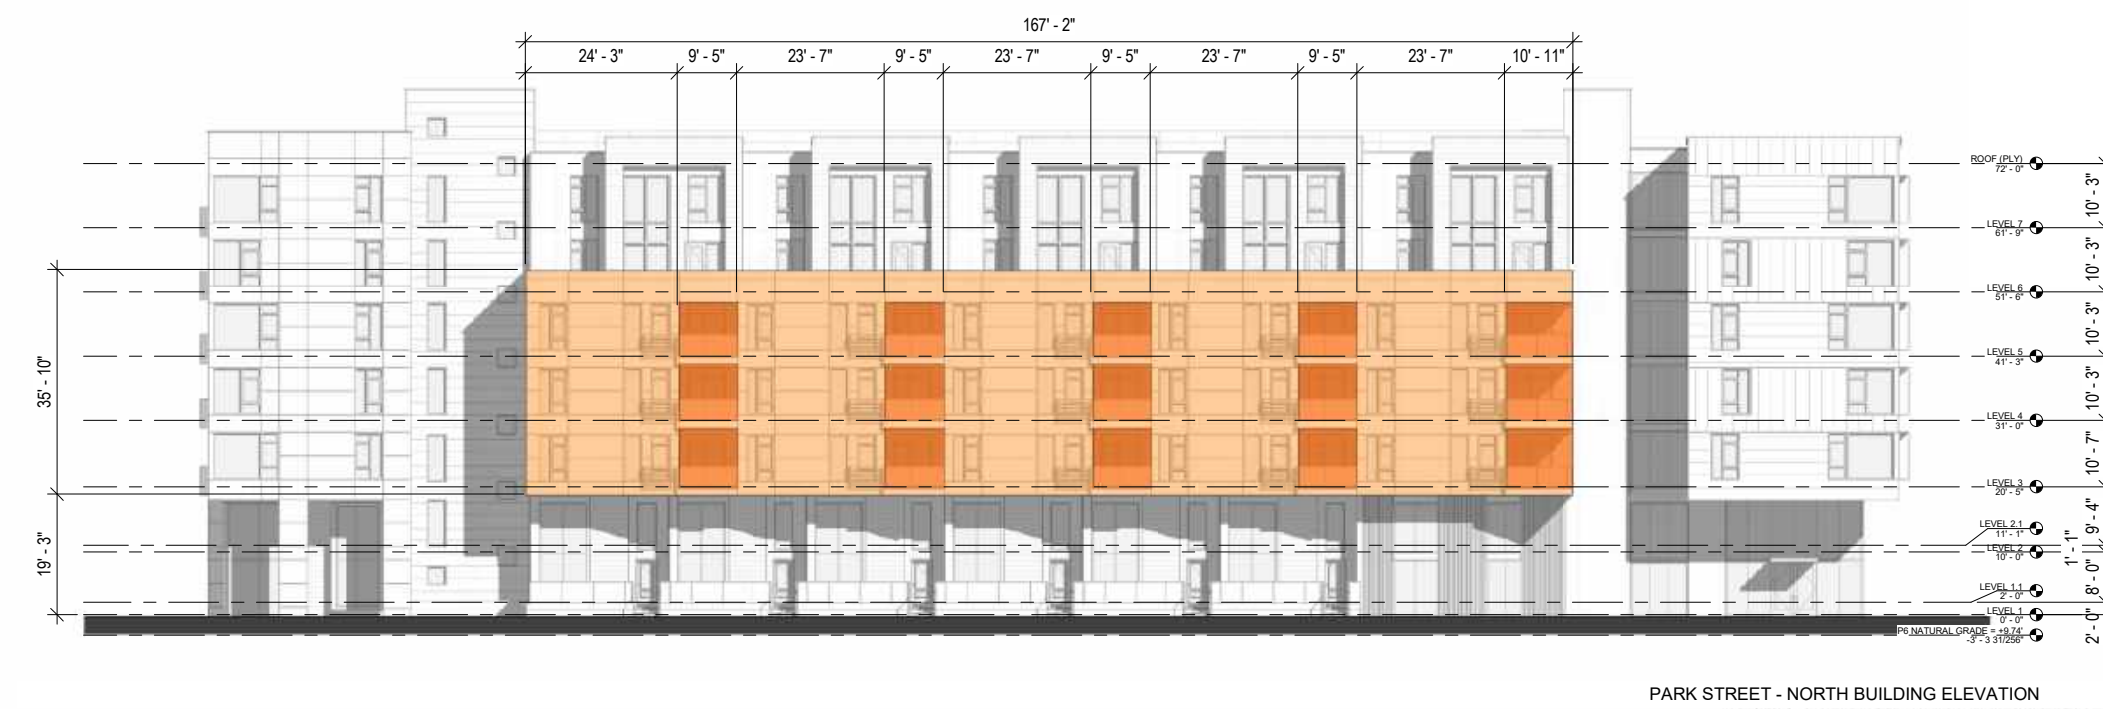 167' - 2"
24' - 3" 9' - 5" 23' - 7" 9' - 5" 23' - 7" 9' - 5" 23' - 7" 9' - 5" 23' - 7" 10' - 11"
ROOF (PLY)
72' - 0"
10' - 3"
LEVEL 7
61' - 9"
10' - 3"
LEVEL 6
51' - 6"
10' - 3"
LEVEL 5
41' - 3"
35' - 10"
10' - 3"
LEVEL 4
31' - 0"
10' - 7"
LEVEL 3
20' - 5"
9' - 4"
LEVEL 2.1
11' - 1"
1' - 1"
LEVEL 2
10' - 0"
19' - 3"
8' - 0"
LEVEL 1.1
2' - 0"
LEVEL 1
0' - 0"
2' - 0"
P6 NATURAL GRADE = +9.74'
-3' - 3 31/256"
PARK STREET - NORTH BUILDING ELEVATION